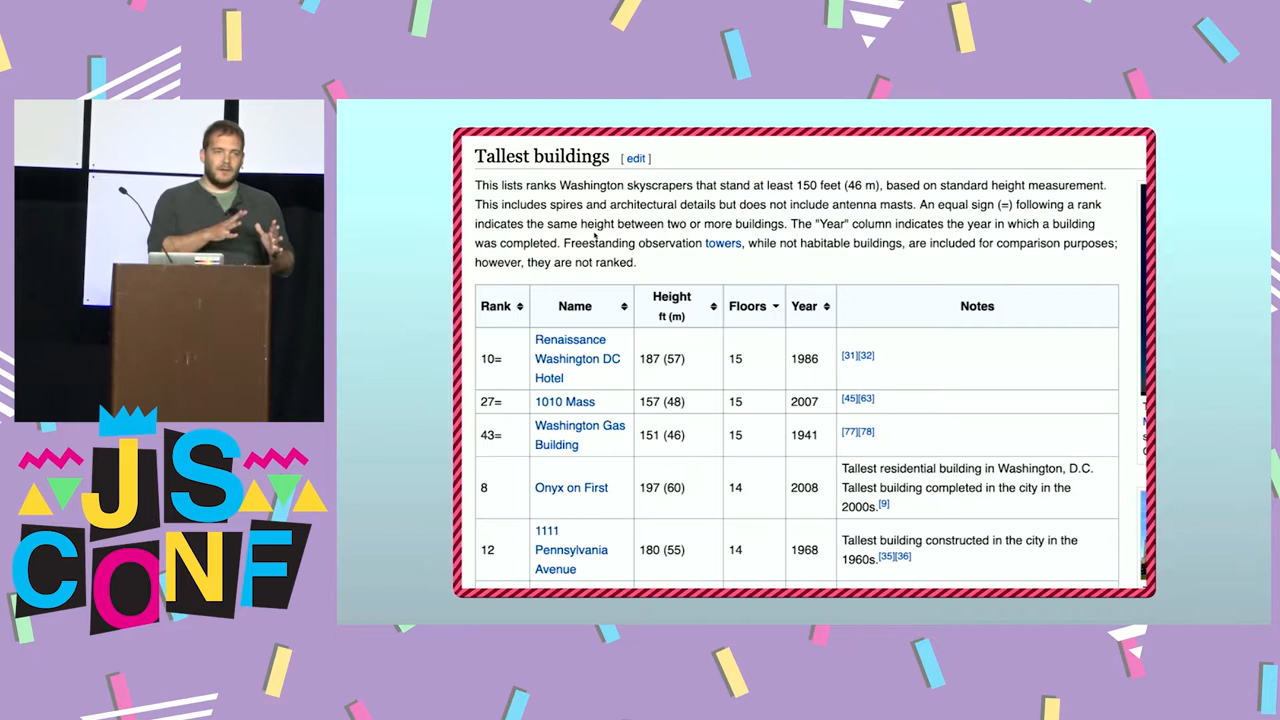 Tallest buildings [ edit ]
This lists ranks Washington skyscrapers that stand at least 150 feet (46 m), based on standard height measurement.
This includes spires and architectural details but does not include antenna masts. An equal sign (=) following a rank
indicates the same height between two or more buildings. The "Year" column indicates the year in which a building
was completed. Freestanding observation towers, while not habitable buildings, are included for comparison purposes;
however, they are not ranked.
Rank Name Height ft (m) Floors Year Notes
10= Renaissance Washington DC Hotel 187 (57) 15 1986 [31][32]
27= 1010 Mass 157 (48) 15 2007 [45][63]
43= Washington Gas Building 151 (46) 15 1941 [77][78]
8 Onyx on First 197 (60) 14 2008 Tallest residential building in Washington, D.C. Tallest building completed in the city in the 2000s.[9]
12 1111 Pennsylvania Avenue 180 (55) 14 1968 Tallest building constructed in the city in the 1960s.[35][36]
JS
CONF